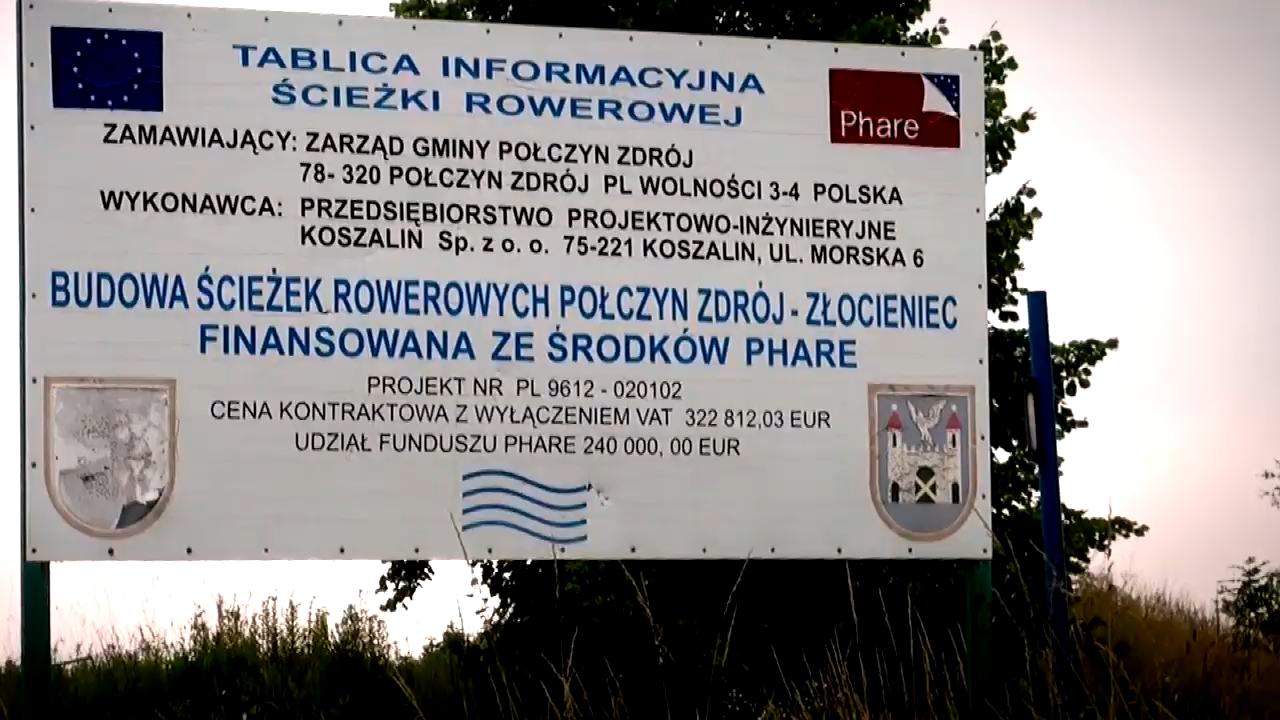 TABLICA INFORMACYJNA
ŚCIEŻKI ROWEROWEJ
Phare
ZAMAWIAJĄCY: ZARZĄD GMINY POŁCZYN ZDRÓJ
78- 320 POŁCZYN ZDRÓJ PL WOLNOŚCI 3-4 POLSKA
WYKONAWCA: PRZEDSIĘBIORSTWO PROJEKTOWO-INŻYNIERYJNE
KOSZALIN Sp. z o. o. 75-221 KOSZALIN, UL. MORSKA 6
BUDOWA ŚCIEŻEK ROWEROWYCH POŁCZYN ZDRÓJ - ZŁOCIENIEC
FINANSOWANA ZE ŚRODKÓW PHARE
PROJEKT NR PL 9612 - 020102
CENA KONTRAKTOWA Z WYŁĄCZENIEM VAT 322 812,03 EUR
UDZIAŁ FUNDUSZU PHARE 240 000, 00 EUR